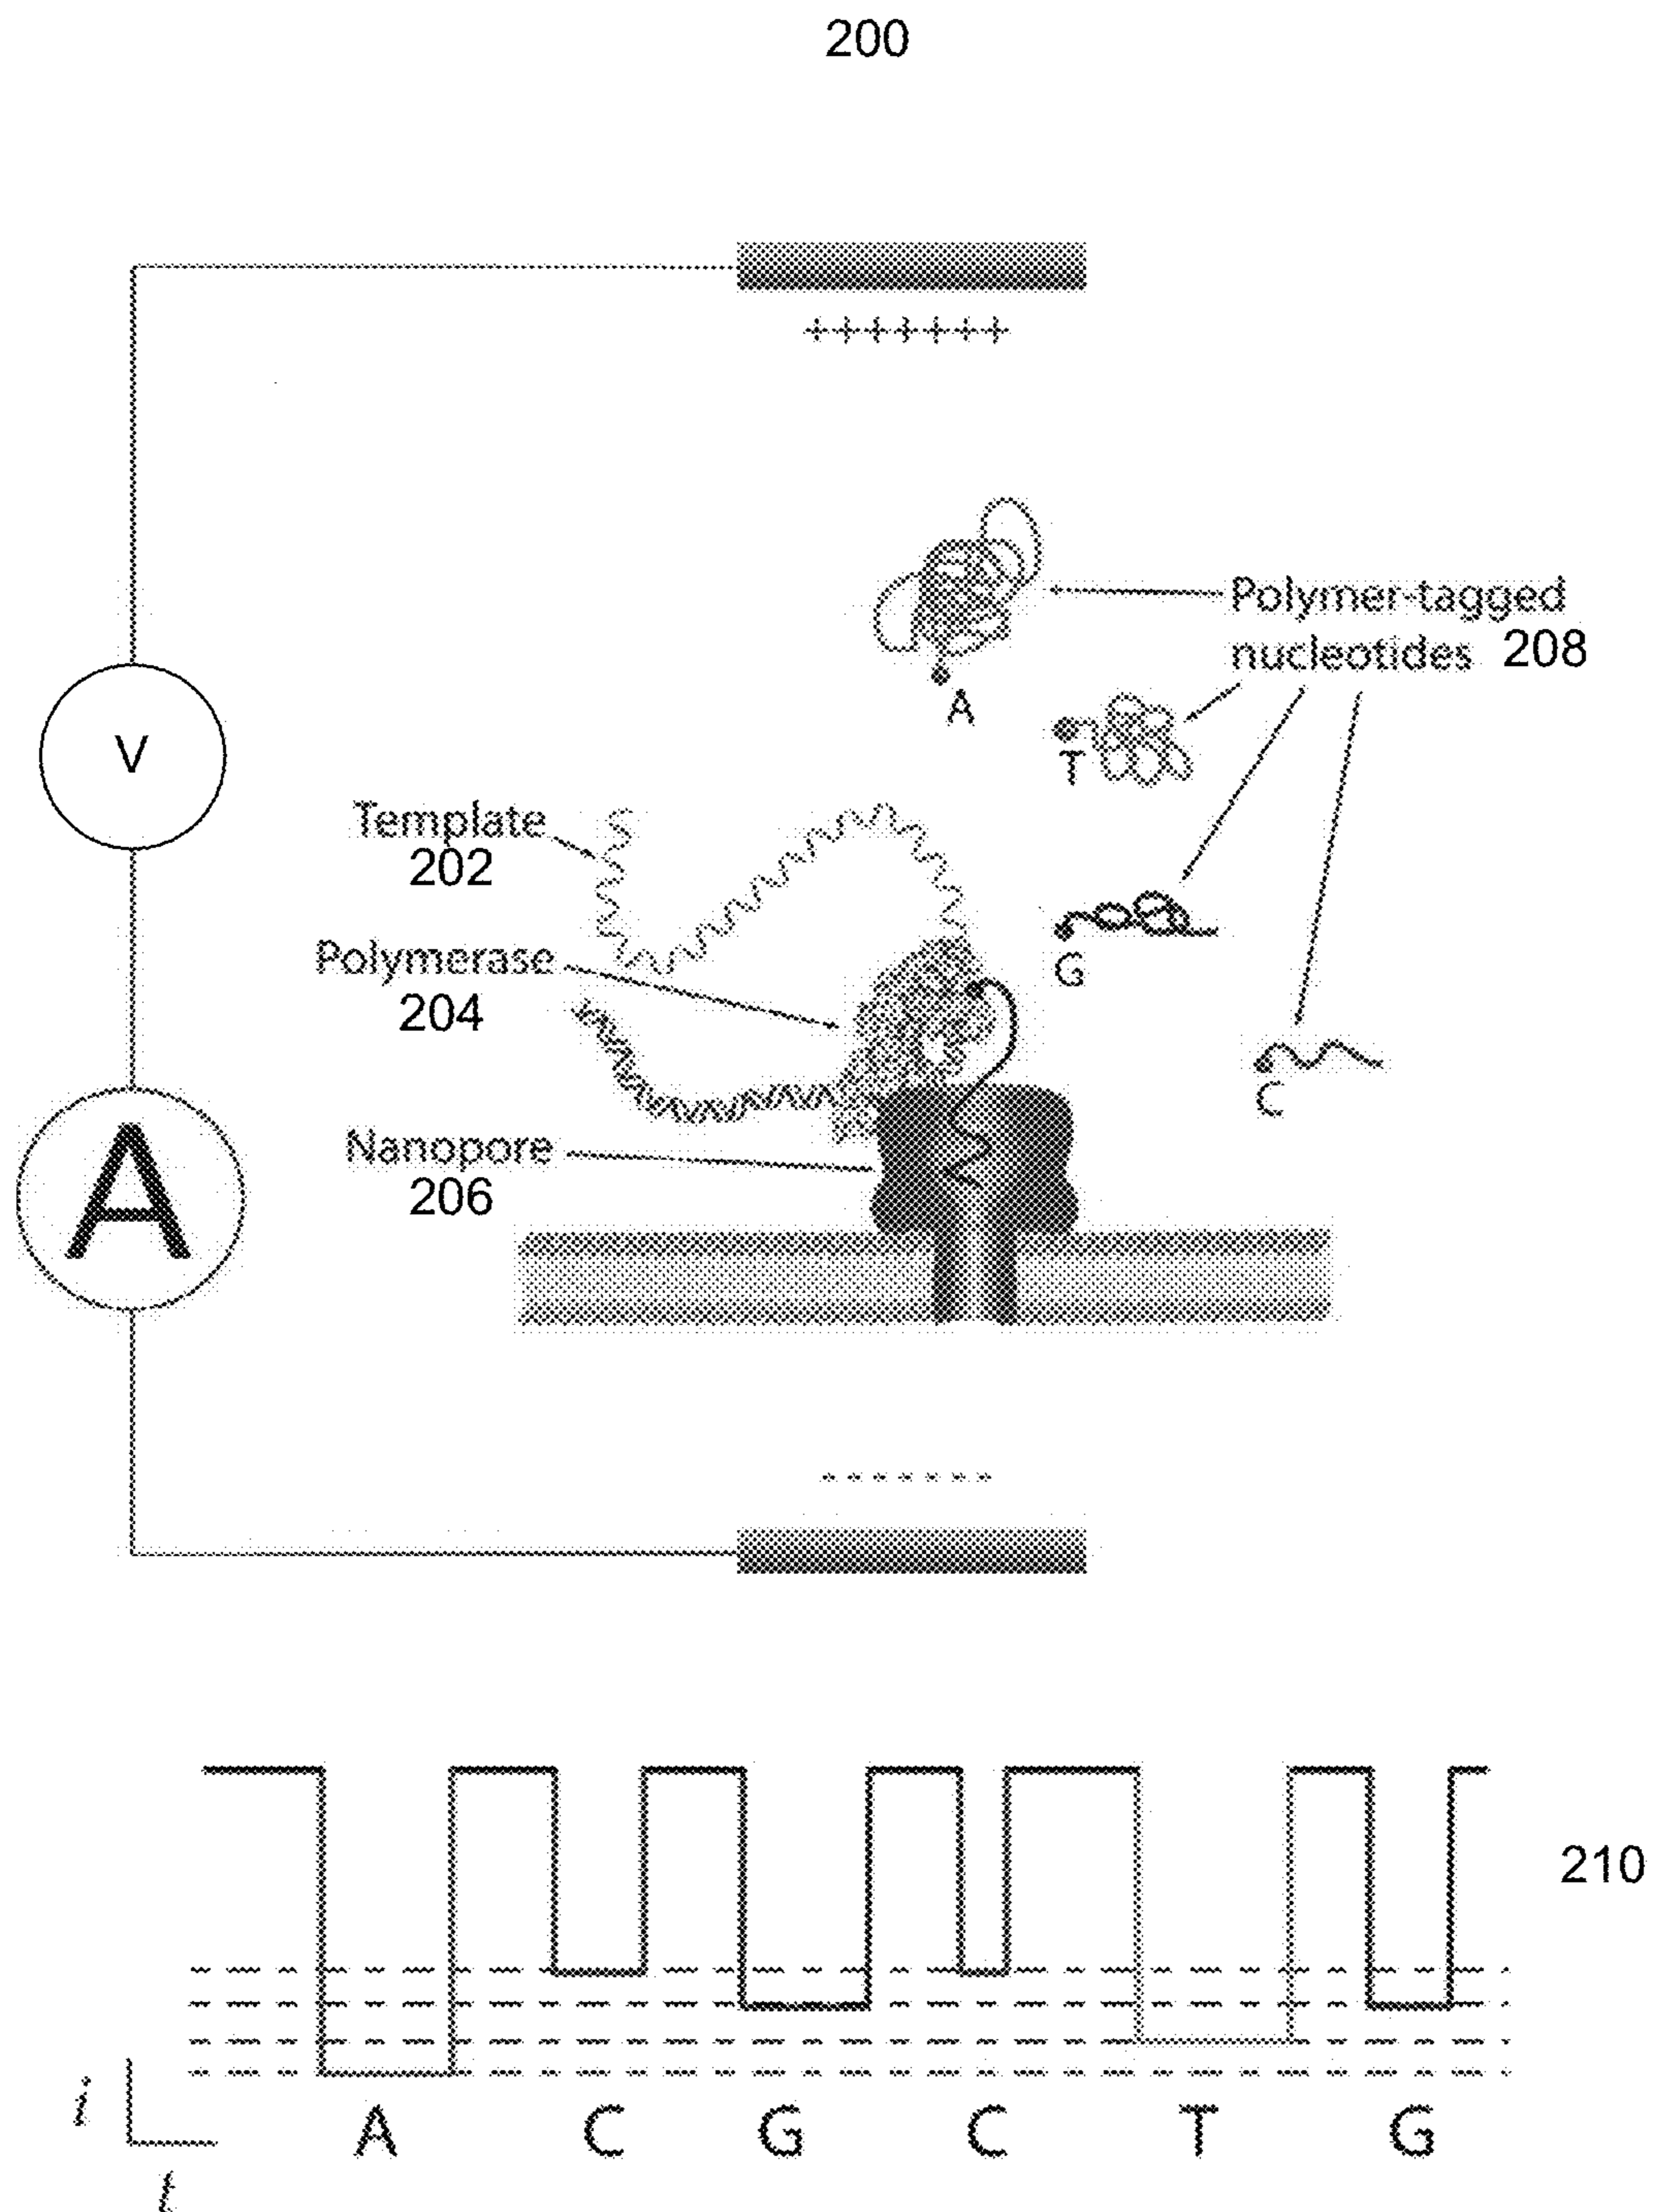 200
+++++++
Polymer-tagged
nucleotides 208
A
T
V
Template
202
G
Polymerase
204
C
A
Nanopore
206
-------
210
i
t
A C G C T G